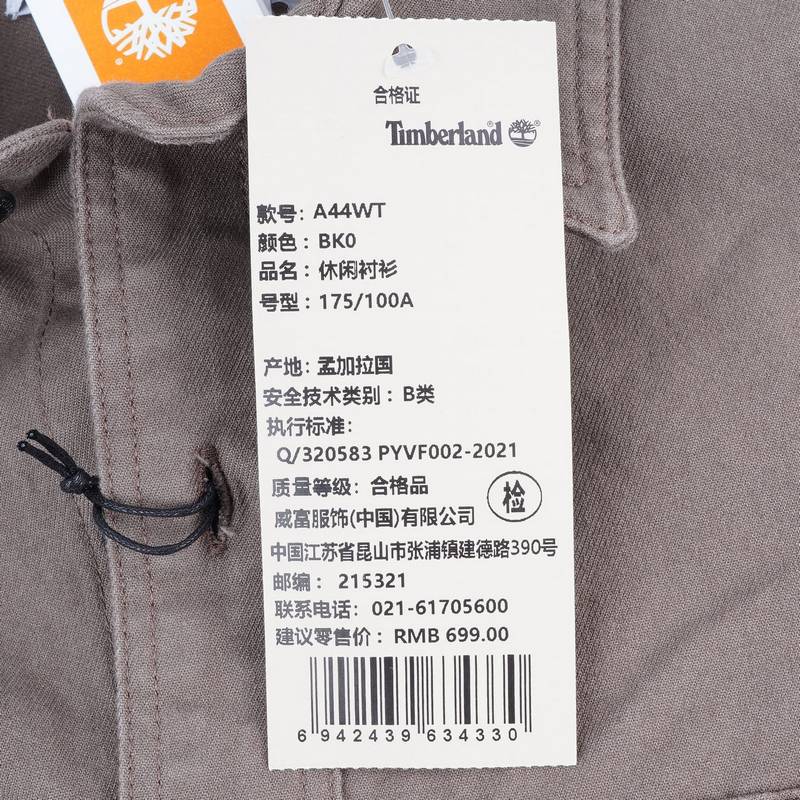 合格证
Timberland
款号: A44WT
颜色: BK0
品名: 休闲衬衫
号型: 175/100A
产地: 孟加拉国
安全技术类别: B类
执行标准:
Q/320583 PYVF002-2021
质量等级: 合格品
检
威富服饰(中国)有限公司
中国江苏省昆山市张浦镇建德路390号
邮编: 215321
联系电话: 021-61705600
建议零售价: RMB 699.00
6 942439 634330